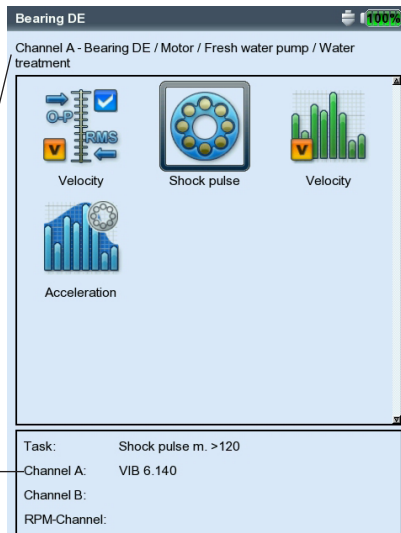 Bearing DE 100%
Channel A - Bearing DE / Motor / Fresh water pump / Water
treatment
O-P
RMS
V
V
Velocity Shock pulse Velocity
Acceleration
Task: Shock pulse m. >120
Channel A: VIB 6.140
Channel B:
RPM-Channel: